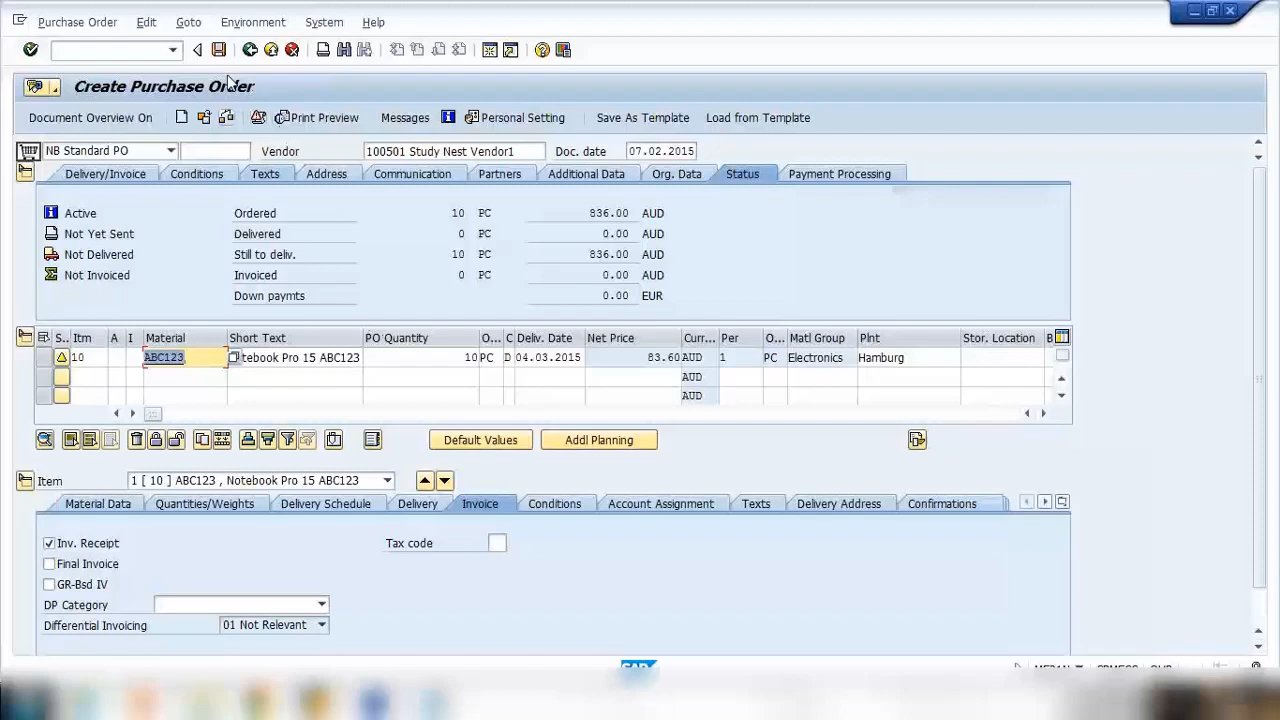 Purchase Order Edit Goto Environment System Help
Create Purchase Order
Document Overview On Print Preview Messages Personal Setting Save As Template Load from Template
NB Standard PO Vendor 100501 Study Nest Vendor1 Doc. date 07.02.2015
Delivery/Invoice Conditions Texts Address Communication Partners Additional Data Org. Data Status Payment Processing
Active Ordered 10 PC 836.00 AUD
Not Yet Sent Delivered 0 PC 0.00 AUD
Not Delivered Still to deliv. 10 PC 836.00 AUD
Not Invoiced Invoiced 0 PC 0.00 AUD
Down paymts 0.00 EUR
S.. Itm A I Material Short Text PO Quantity O... C Deliv. Date Net Price Curr... Per O... Matl Group Plnt Stor. Location B
10 ABC123 tebook Pro 15 ABC123 10 PC D 04.03.2015 83.60 AUD 1 PC Electronics Hamburg
AUD
AUD
Default Values Addl Planning
Item 1 [ 10 ] ABC123 , Notebook Pro 15 ABC123
Material Data Quantities/Weights Delivery Schedule Delivery Invoice Conditions Account Assignment Texts Delivery Address Confirmations
Inv. Receipt Tax code
Final Invoice
GR-Bsd IV
DP Category
Differential Invoicing 01 Not Relevant
SAP